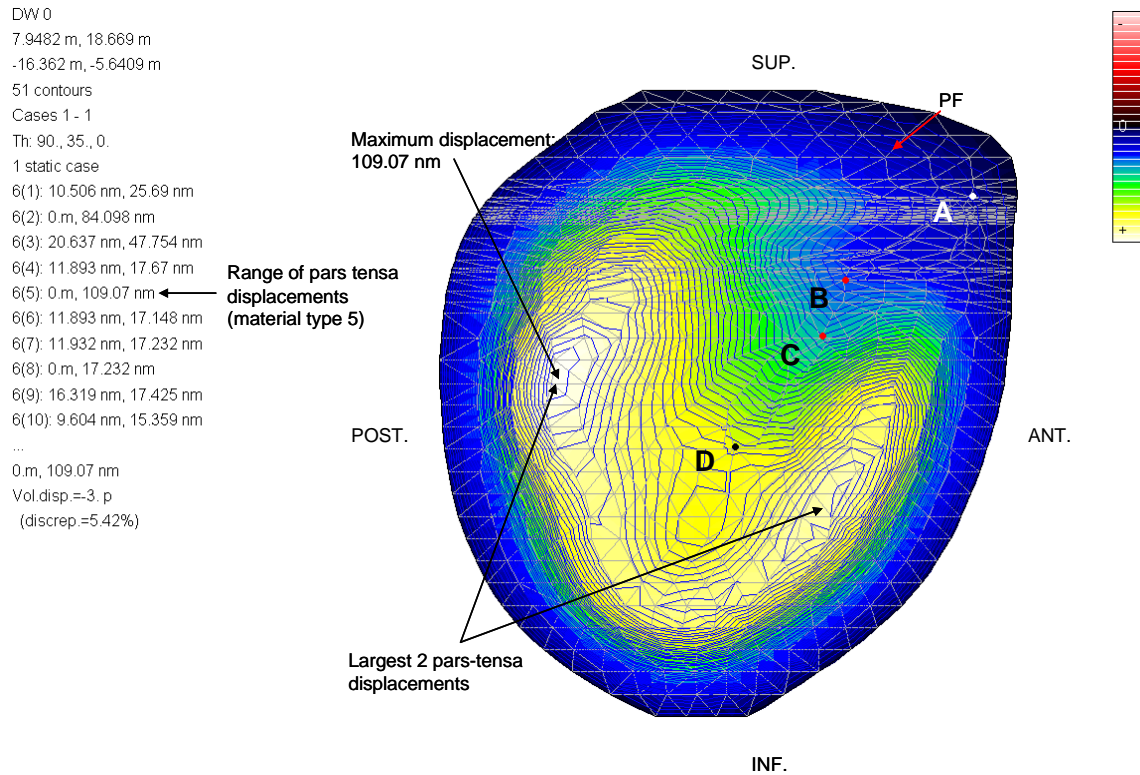 DW 0
7.9482 m, 18.669 m
-16.362 m, -5.6409 m
51 contours
Cases 1 - 1
Th: 90., 35., 0.
1 static case
6(1): 10.506 nm, 25.69 nm
6(2): 0.m, 84.098 nm
6(3): 20.637 nm, 47.754 nm
6(4): 11.893 nm, 17.67 nm
6(5): 0.m, 109.07 nm
6(6): 11.893 nm, 17.148 nm
6(7): 11.932 nm, 17.232 nm
6(8): 0.m, 17.232 nm
6(9): 16.319 nm, 17.425 nm
6(10): 9.604 nm, 15.359 nm
...
0.m, 109.07 nm
Vol.disp.=-3. p
(discrep.=5.42%)
Range of pars tensa
displacements
(material type 5)
Maximum displacement:
109.07 nm
SUP.
PF
A
B
C
D
POST.
ANT.
Largest 2 pars-tensa
displacements
INF.
-
0
+